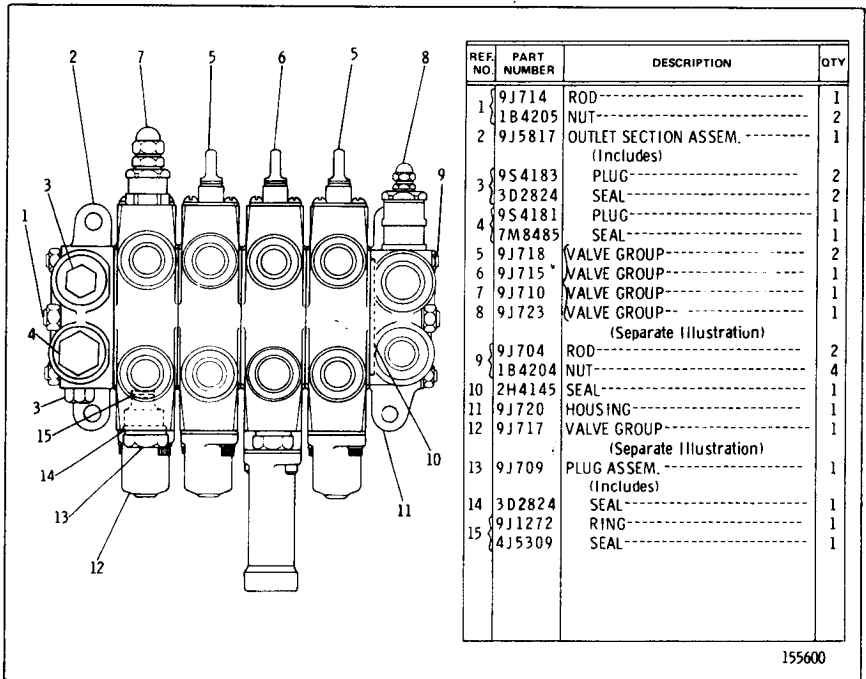 2 7 5 6 5 8
3
9
1
4
3
15
14
13
10
11
12
REF. NO. PART NUMBER DESCRIPTION QTY
1 9J714 ROD 1
1B4205 NUT 2
2 9J5817 OUTLET SECTION ASSEM. 1
(Includes)
3 9S4183 PLUG 2
3D2824 SEAL 2
4 9S4181 PLUG 1
7M8485 SEAL 1
5 9J718 VALVE GROUP 2
6 9J715 VALVE GROUP 1
7 9J710 VALVE GROUP 1
8 9J723 VALVE GROUP 1
(Separate Illustration)
9 9J704 ROD 2
1B4204 NUT 4
10 2H4145 SEAL 1
11 9J720 HOUSING 1
12 9J717 VALVE GROUP 1
(Separate Illustration)
13 9J709 PLUG ASSEM. 1
(Includes)
14 3D2824 SEAL 1
15 9J1272 RING 1
4J5309 SEAL 1
155600